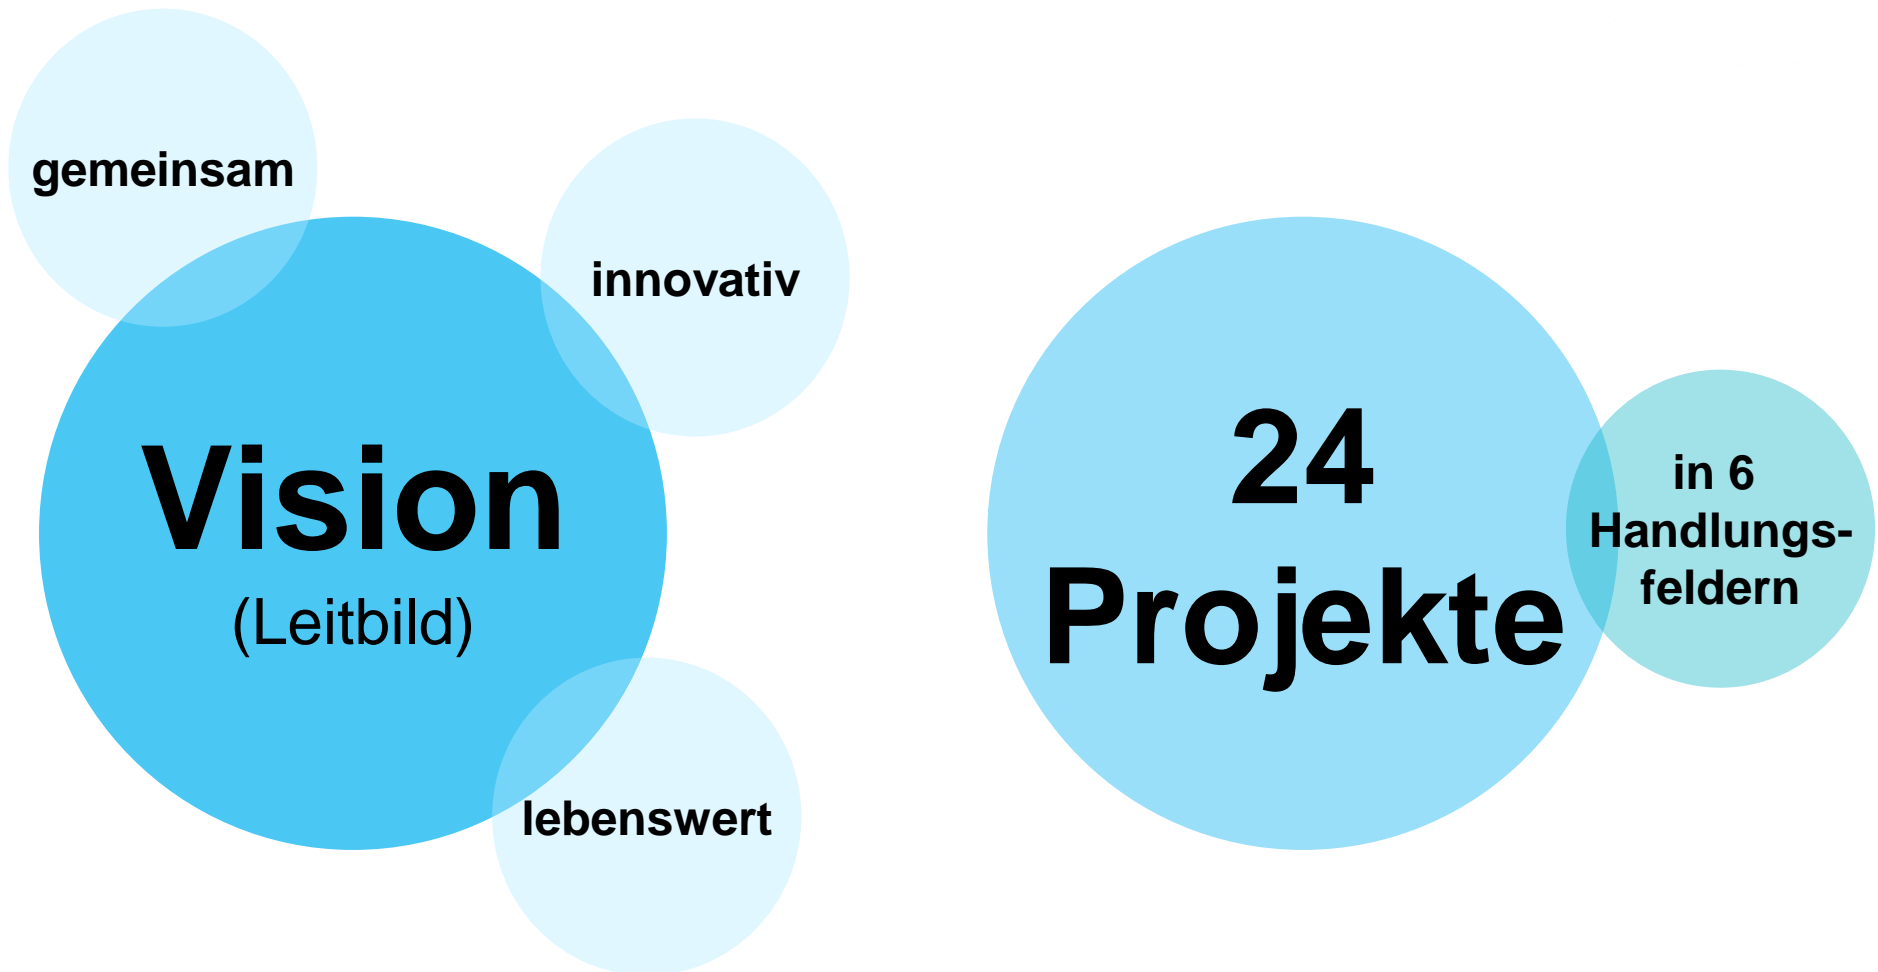 gemeinsam
innovativ
Vision
(Leitbild)
lebenswert
24
Projekte
in 6
Handlungs-
feldern